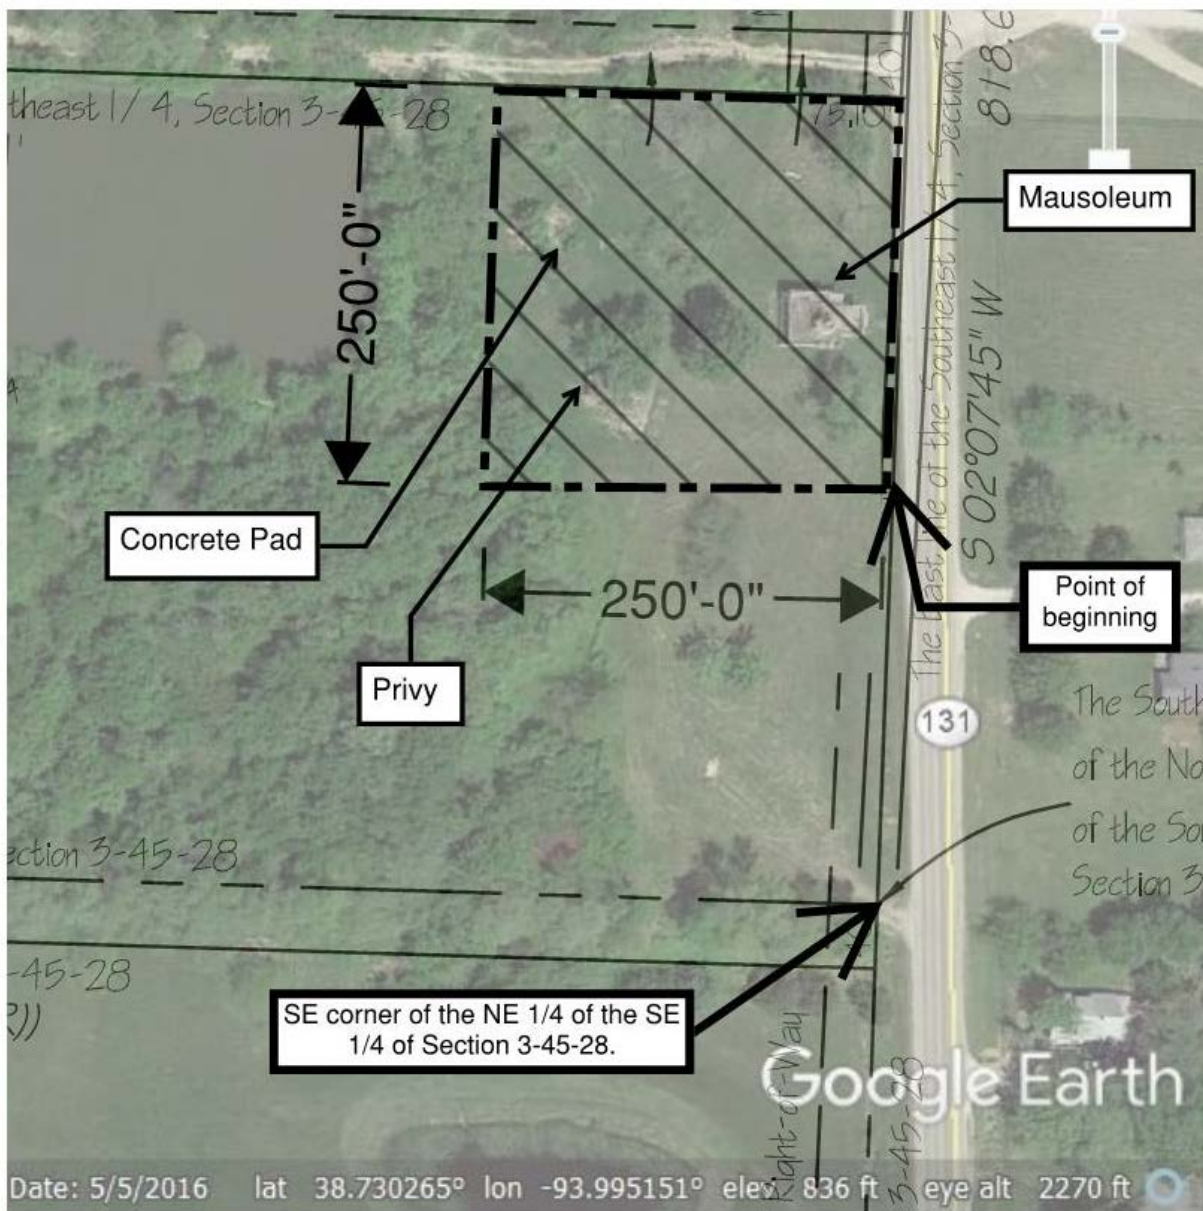 theast 1/4, Section 3-45-28
75.10'
40'
818.6
250'-0"
Mausoleum
The East line of the Southeast 1/4, Section 3-
S 02°07'45" W
Concrete Pad
250'-0"
Point of
beginning
Privy
131
The South
of the No
of the So
Section 3
ection 3-45-28
-45-28
SE corner of the NE 1/4 of the SE
1/4 of Section 3-45-28.
Right-of-Way
3-45-28
Google Earth
Date: 5/5/2016 lat 38.730265° lon -93.995151° elev 836 ft eye alt 2270 ft